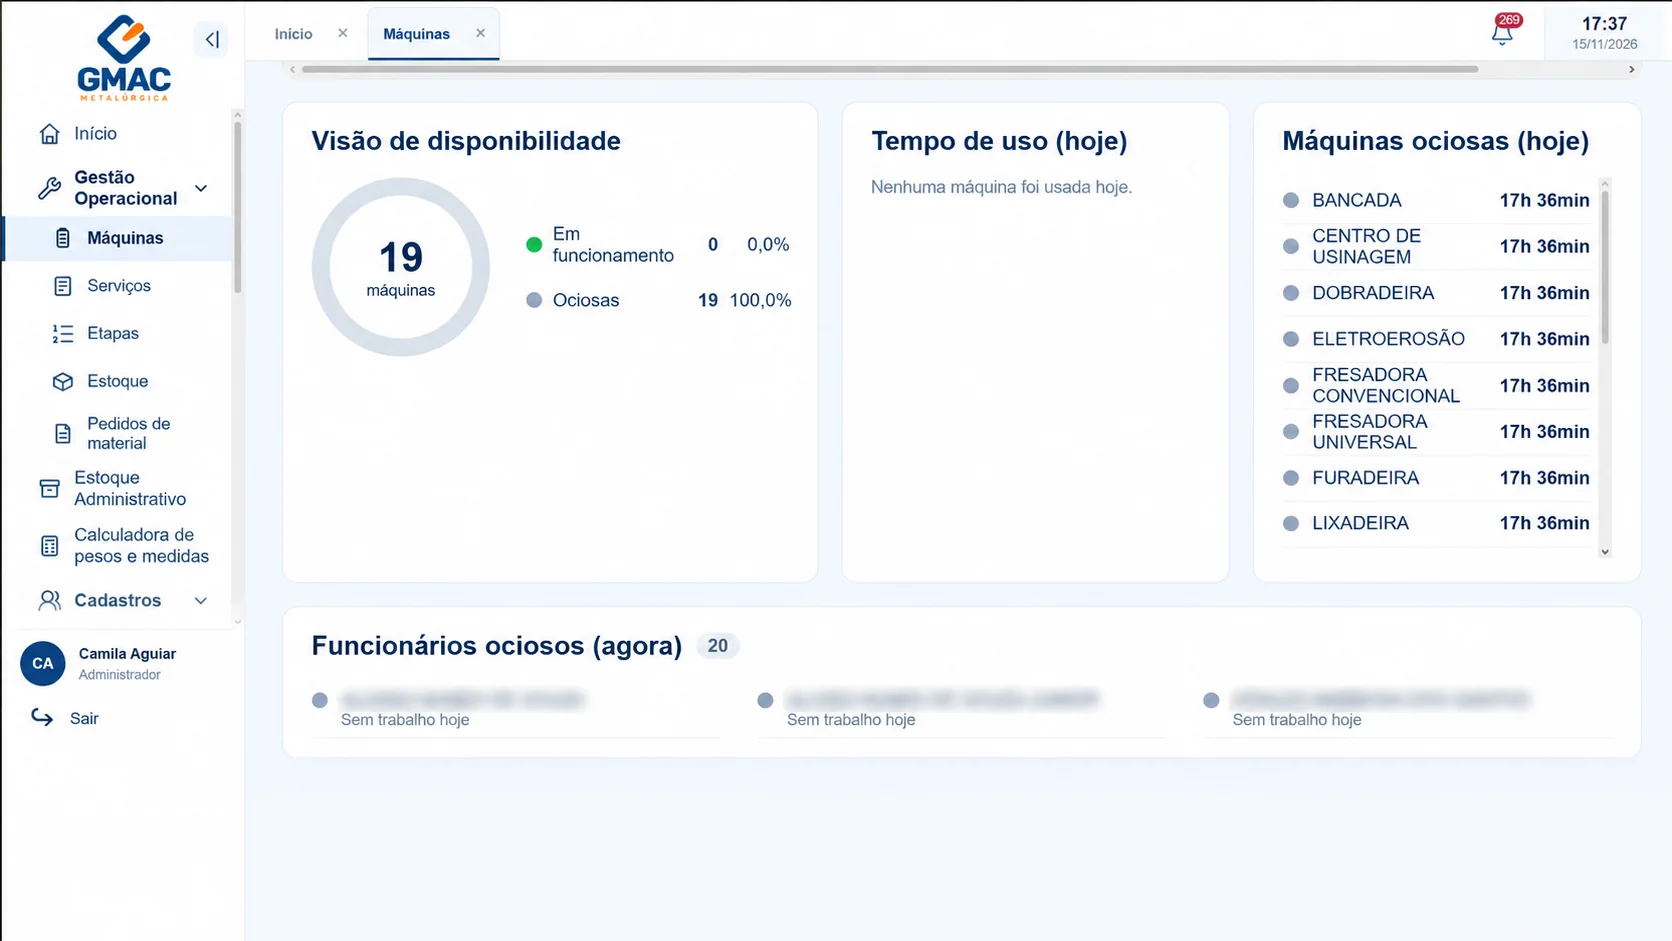 GMAC
METALÚRGICA
Início
Gestão
Operacional
Máquinas
Serviços
Etapas
Estoque
Pedidos de
material
Estoque
Administrativo
Calculadora de
pesos e medidas
Cadastros
CA
Camila Aguiar
Administrador
Sair
Início
Máquinas
269
17:37
15/11/2026
Visão de disponibilidade
19
máquinas
Em
funcionamento 0 0,0%
Ociosas 19 100,0%
Tempo de uso (hoje)
Nenhuma máquina foi usada hoje.
Máquinas ociosas (hoje)
BANCADA 17h 36min
CENTRO DE
USINAGEM 17h 36min
DOBRADEIRA 17h 36min
ELETROEROSÃO 17h 36min
FRESADORA
CONVENCIONAL 17h 36min
FRESADORA
UNIVERSAL 17h 36min
FURADEIRA 17h 36min
LIXADEIRA 17h 36min
Funcionários ociosos (agora) 20
Sem trabalho hoje
Sem trabalho hoje
Sem trabalho hoje